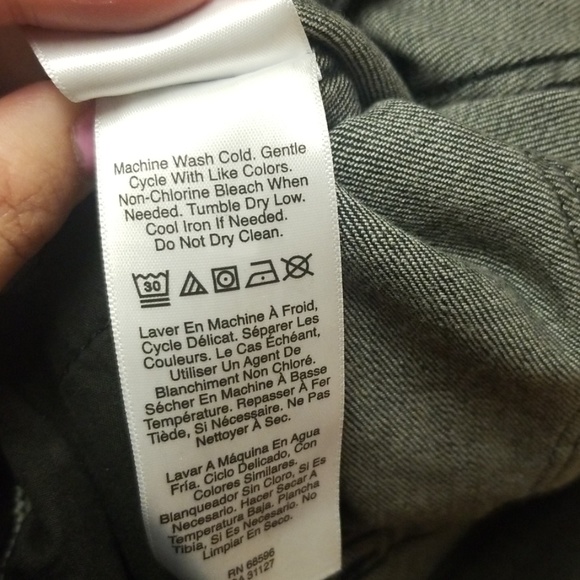 Machine Wash Cold. Gentle
Cycle With Like Colors.
Non-Chlorine Bleach When
Needed. Tumble Dry Low.
Cool Iron If Needed.
Do Not Dry Clean.
30
Laver En Machine À Froid,
Cycle Délicat. Séparer Les
Couleurs. Le Cas Échéant,
Utiliser Un Agent De
Blanchiment Non Chloré.
Sécher En Machine À Basse
Température. Repasser À Fer
Tiède, Si Nécessaire. Ne Pas
Nettoyer À Sec.
Lavar A Máquina En Agua
Fría. Ciclo Delicado, Con
Colores Similares.
Blanqueador Sin Cloro, Si Es
Necesario. Hacer Secar A
Temperatura Baja. Plancha
Tibia, Si Es Necesario. No
Limpiar En Seco.
RN 66596
31127